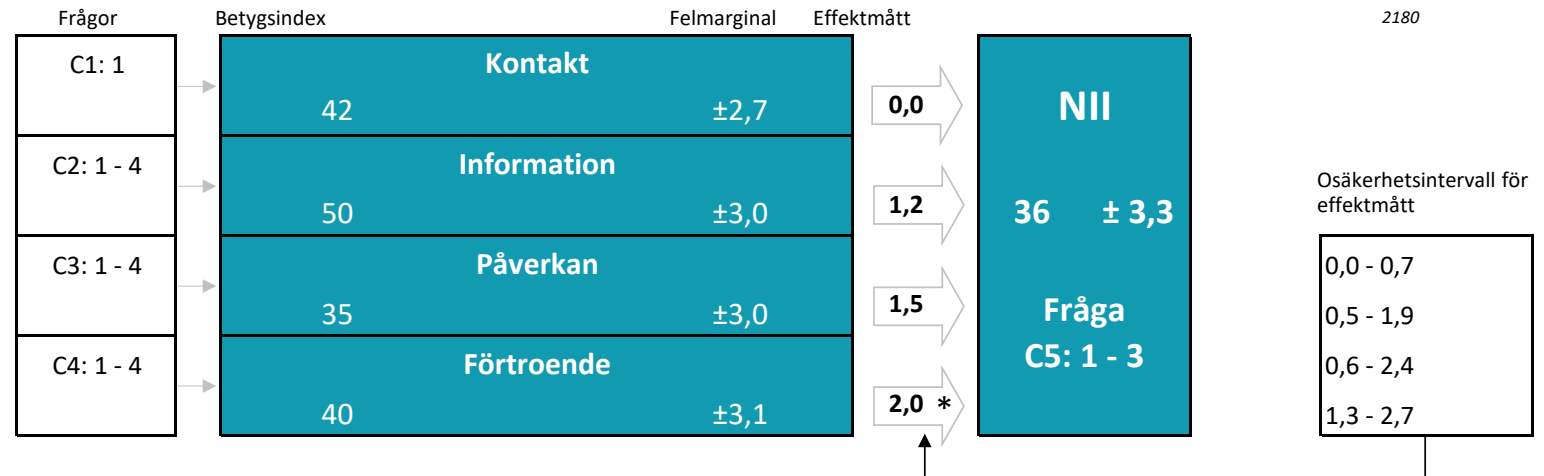 Frågor Betygsindex Felmarginal Effektmått 2180
C1: 1
Kontakt
42 ±2,7
0,0
C2: 1 - 4
Information
50 ±3,0
1,2
C3: 1 - 4
Påverkan
35 ±3,0
1,5
C4: 1 - 4
Förtroende
40 ±3,1
2,0 *
NII
36 ± 3,3
Fråga
C5: 1 - 3
Osäkerhetsintervall för
effektmått
0,0 - 0,7
0,5 - 1,9
0,6 - 2,4
1,3 - 2,7